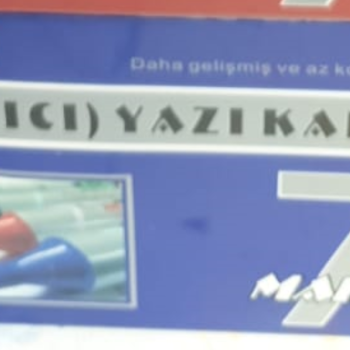 Daha gelişmiş ve az k
ICI) YAZI KA
7
MA